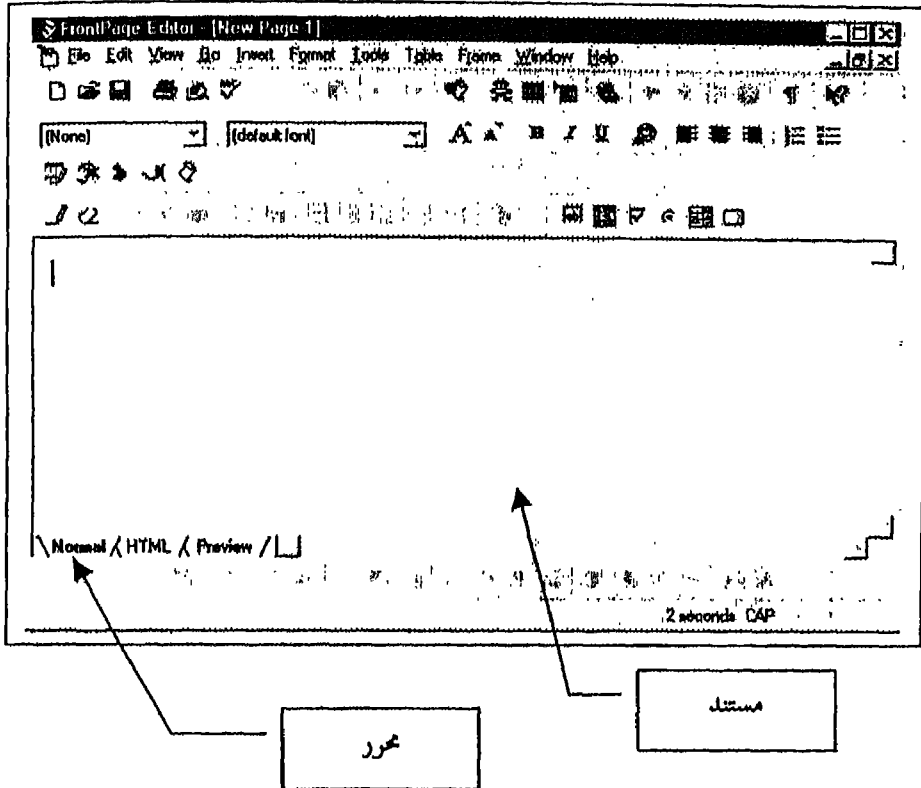 FrontPage Editor - [New Page 1]
File Edit View Go Insert Format Tools Table Frame Window Help
(None) (default font) B I U
Normal HTML Preview
2 seconds CAP
مستند
محرر